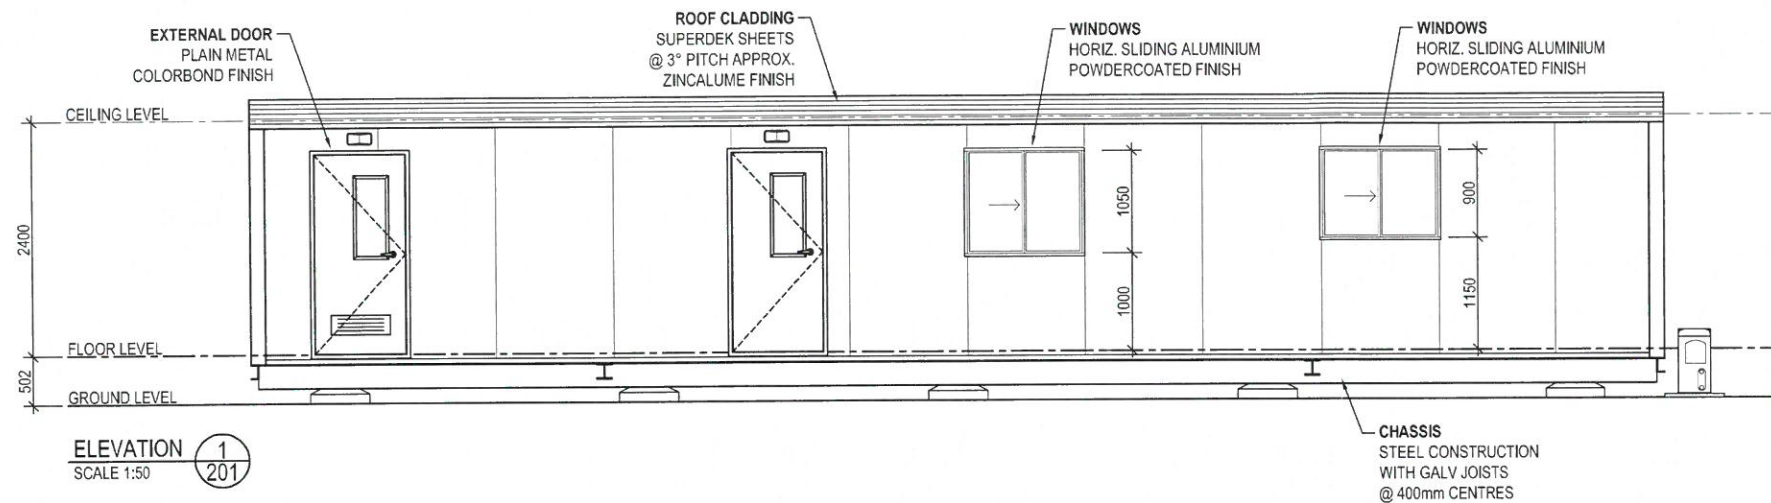 EXTERNAL DOOR
PLAIN METAL
COLORBOND FINISH
ROOF CLADDING
SUPERDEK SHEETS
@ 3° PITCH APPROX.
ZINCALUME FINISH
WINDOWS
HORIZ. SLIDING ALUMINIUM
POWDERCOATED FINISH
WINDOWS
HORIZ. SLIDING ALUMINIUM
POWDERCOATED FINISH
CEILING LEVEL
2400
1050
1000
900
1150
FLOOR LEVEL
502
GROUND LEVEL
ELEVATION
SCALE 1:50
1
201
CHASSIS
STEEL CONSTRUCTION
WITH GALV JOISTS
@ 400mm CENTRES